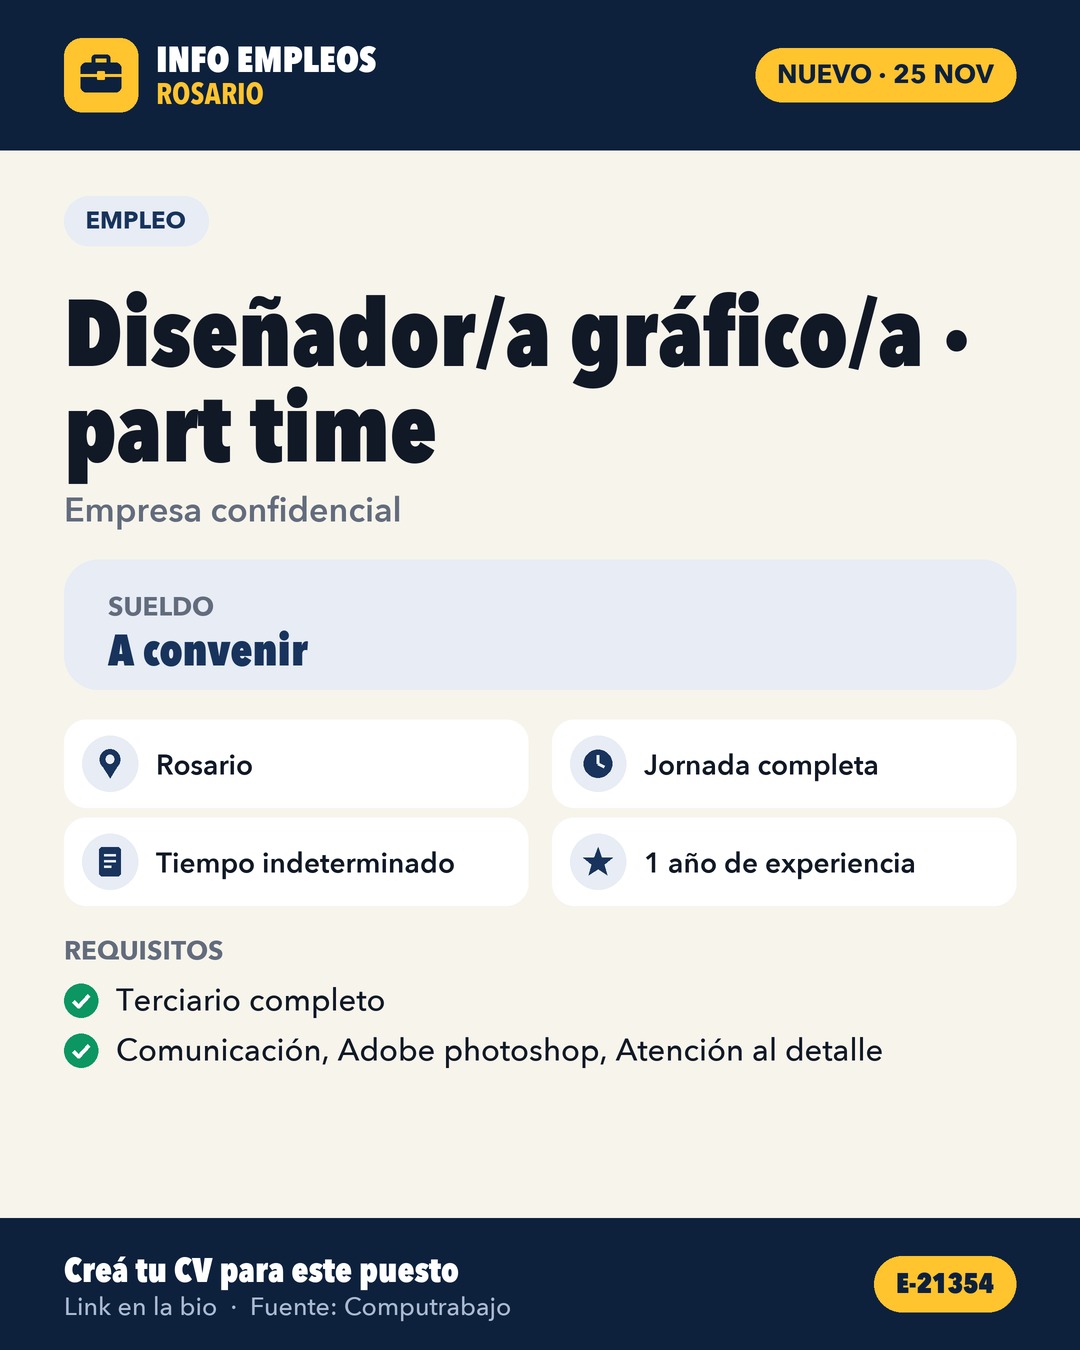 INFO EMPLEOS
ROSARIO
NUEVO · 25 NOV
EMPLEO
Diseñador/a gráfico/a ·
part time
Empresa confidencial
SUELDO
A convenir
Rosario
Jornada completa
Tiempo indeterminado
1 año de experiencia
REQUISITOS
Terciario completo
Comunicación, Adobe photoshop, Atención al detalle
Creá tu CV para este puesto
Link en la bio · Fuente: Computrabajo
E-21354